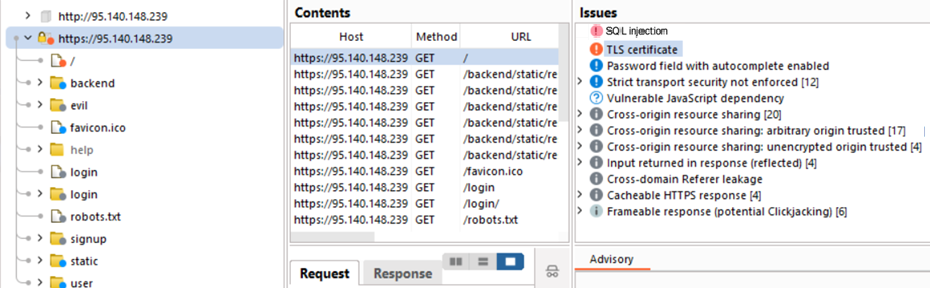 http://95.140.148.239
https://95.140.148.239
/
backend
evil
favicon.ico
help
login
login
robots.txt
signup
static
user
Contents
Host Method URL
https://95.140.148.239 GET /
https://95.140.148.239 GET /backend/static/re
https://95.140.148.239 GET /backend/static/re
https://95.140.148.239 GET /backend/static/re
https://95.140.148.239 GET /backend/static/re
https://95.140.148.239 GET /backend/static/re
https://95.140.148.239 GET /backend/static/re
https://95.140.148.239 GET /favicon.ico
https://95.140.148.239 GET /login
https://95.140.148.239 GET /login/
https://95.140.148.239 GET /robots.txt
Request Response
Issues
SQL injection
TLS certificate
Password field with autocomplete enabled
Strict transport security not enforced [12]
Vulnerable JavaScript dependency
Cross-origin resource sharing [20]
Cross-origin resource sharing: arbitrary origin trusted [17]
Cross-origin resource sharing: unencrypted origin trusted [4]
Input returned in response (reflected) [4]
Cross-domain Referer leakage
Cacheable HTTPS response [4]
Frameable response (potential Clickjacking) [6]
Advisory